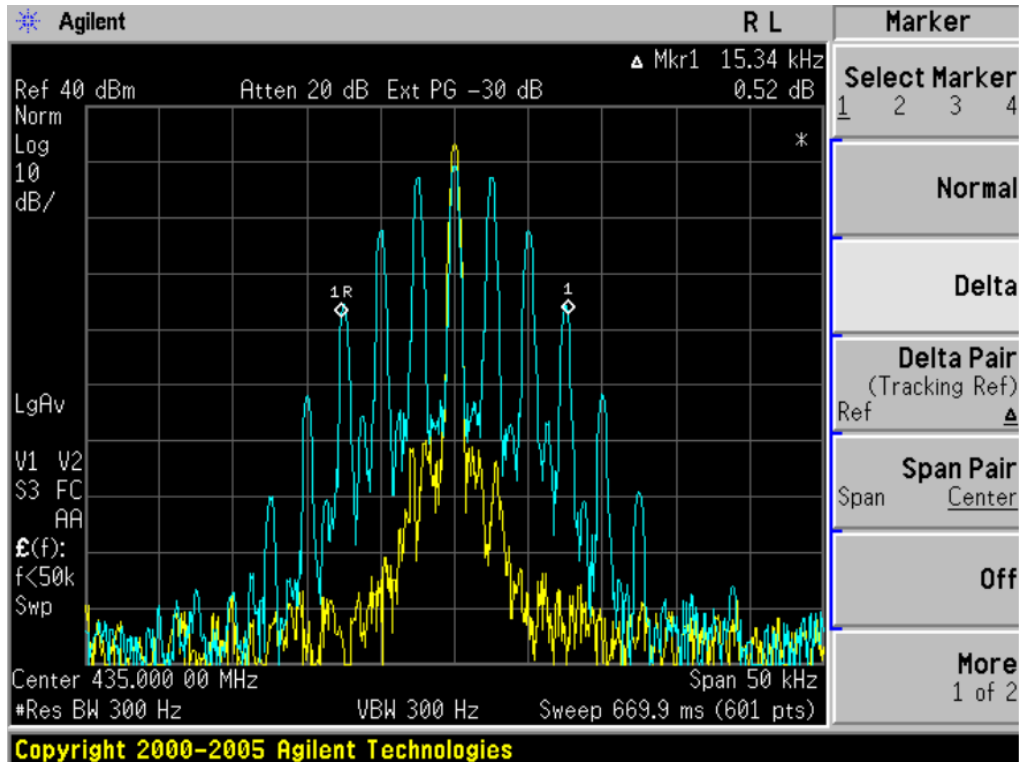 Agilent R L Marker
Δ Mkr1 15.34 kHz
Ref 40 dBm Atten 20 dB Ext PG -30 dB 0.52 dB
Norm
Log
10
dB/
*
1R
1
LgAv
V1 V2
S3 FC
AA
£(f):
f<50k
Swp
Center 435.000 00 MHz Span 50 kHz
#Res BW 300 Hz VBW 300 Hz Sweep 669.9 ms (601 pts)
Copyright 2000-2005 Agilent Technologies
Select Marker
1 2 3 4
Normal
Delta
Delta Pair
(Tracking Ref)
Ref Δ
Span Pair
Span Center
Off
More
1 of 2